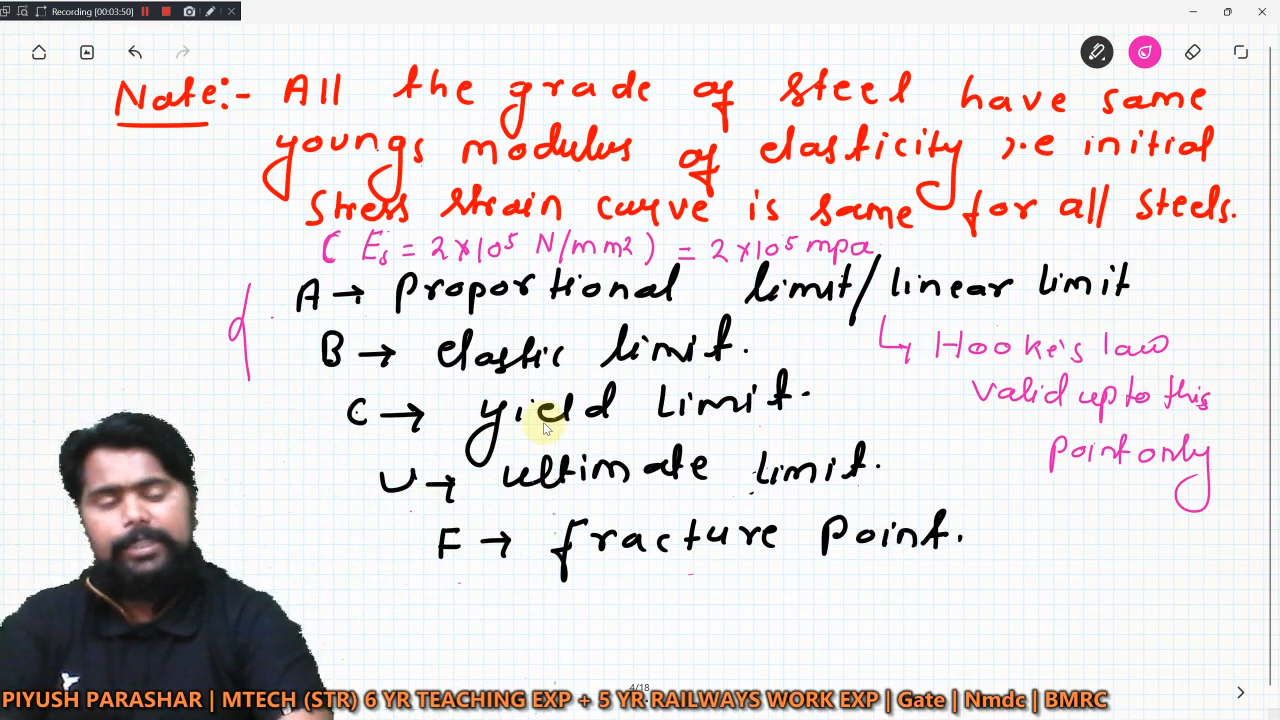 Recording [00:03:50]
Note:- All the grade of steel have same
youngs modulus of elasticity i.e initial
stress strain curve is same for all steels.
( Es = 2×10⁵ N/mm2) = 2×10⁵ mpa
A → Proportional limit/linear limit
B → elastic limit.
↳ Hooke's law
valid up to this
point only
C → yield Limit.
U → ultimate limit.
F → fracture Point.
4/18
PIYUSH PARASHAR | MTECH (STR) 6 YR TEACHING EXP + 5 YR RAILWAYS WORK EXP | Gate | Nmdc | BMRC